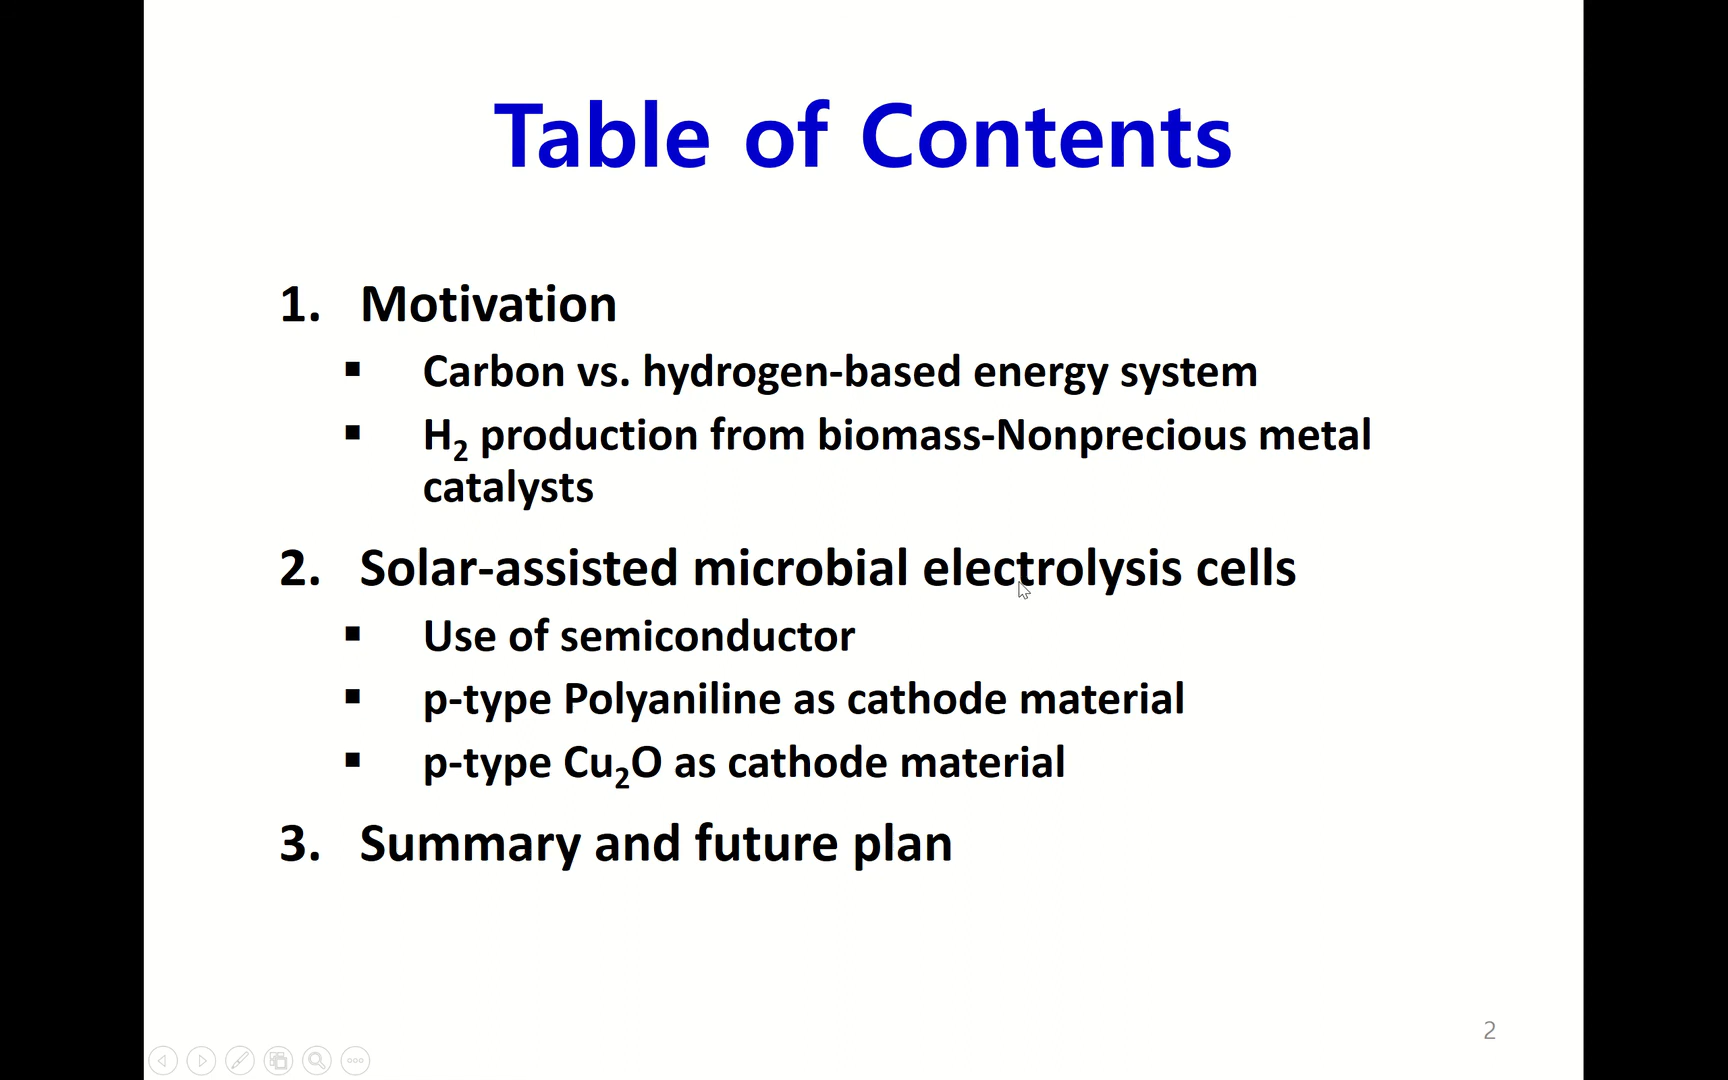 Table of Contents
1. Motivation
▪ Carbon vs. hydrogen-based energy system
▪ H₂ production from biomass-Nonprecious metal
catalysts
2. Solar-assisted microbial electrolysis cells
▪ Use of semiconductor
▪ p-type Polyaniline as cathode material
▪ p-type Cu₂O as cathode material
3. Summary and future plan
2